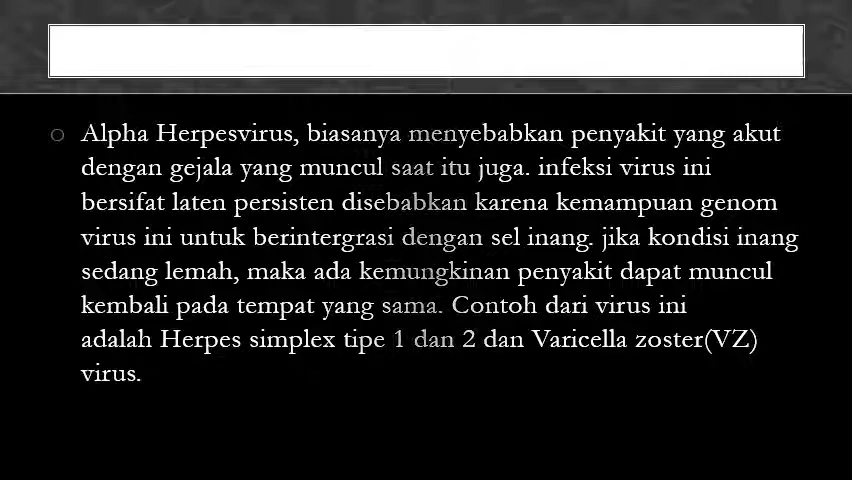 Alpha Herpesvirus, biasanya menyebabkan penyakit yang akut
dengan gejala yang muncul saat itu juga. infeksi virus ini
bersifat laten persisten disebabkan karena kemampuan genom
virus ini untuk berintergrasi dengan sel inang. jika kondisi inang
sedang lemah, maka ada kemungkinan penyakit dapat muncul
kembali pada tempat yang sama. Contoh dari virus ini
adalah Herpes simplex tipe 1 dan 2 dan Varicella zoster(VZ)
virus.